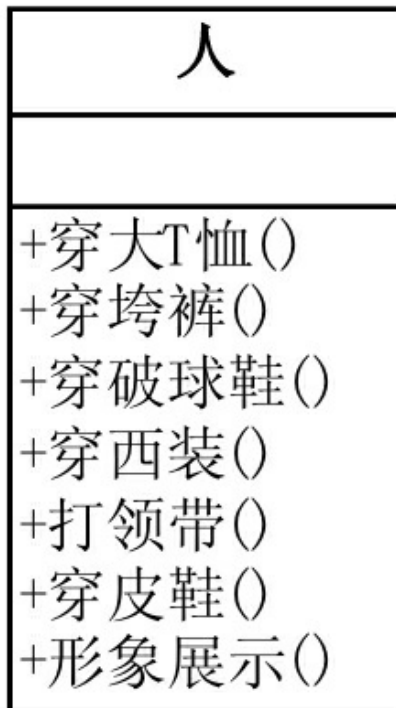 人
+穿大T恤()
+穿垮裤()
+穿破球鞋()
+穿西装()
+打领带()
+穿皮鞋()
+形象展示()